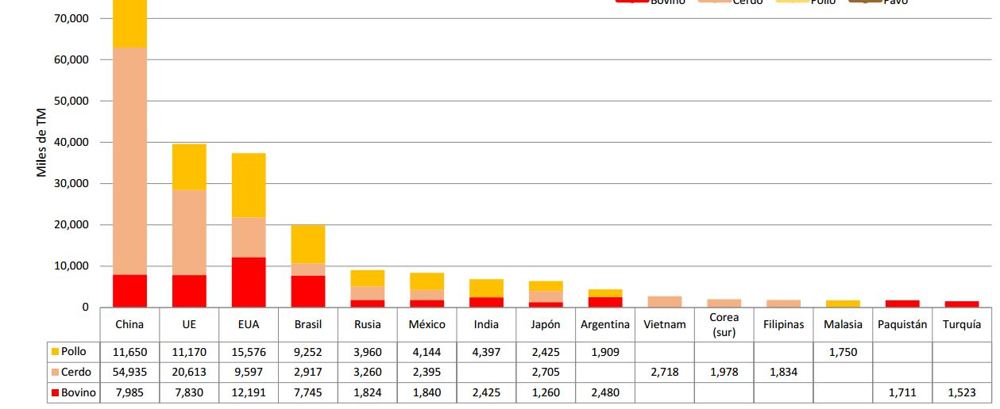 Bovino Cerdo Pollo Pavo
70,000
60,000
50,000
40,000
30,000
20,000
10,000
0
Miles de TM
China UE EUA Brasil Rusia México India Japón Argentina Vietnam Corea (sur) Filipinas Malasia Paquistán Turquía
Pollo 11,650 11,170 15,576 9,252 3,960 4,144 4,397 2,425 1,909 1,750
Cerdo 54,935 20,613 9,597 2,917 3,260 2,395 2,705 2,718 1,978 1,834
Bovino 7,985 7,830 12,191 7,745 1,824 1,840 2,425 1,260 2,480 1,711 1,523